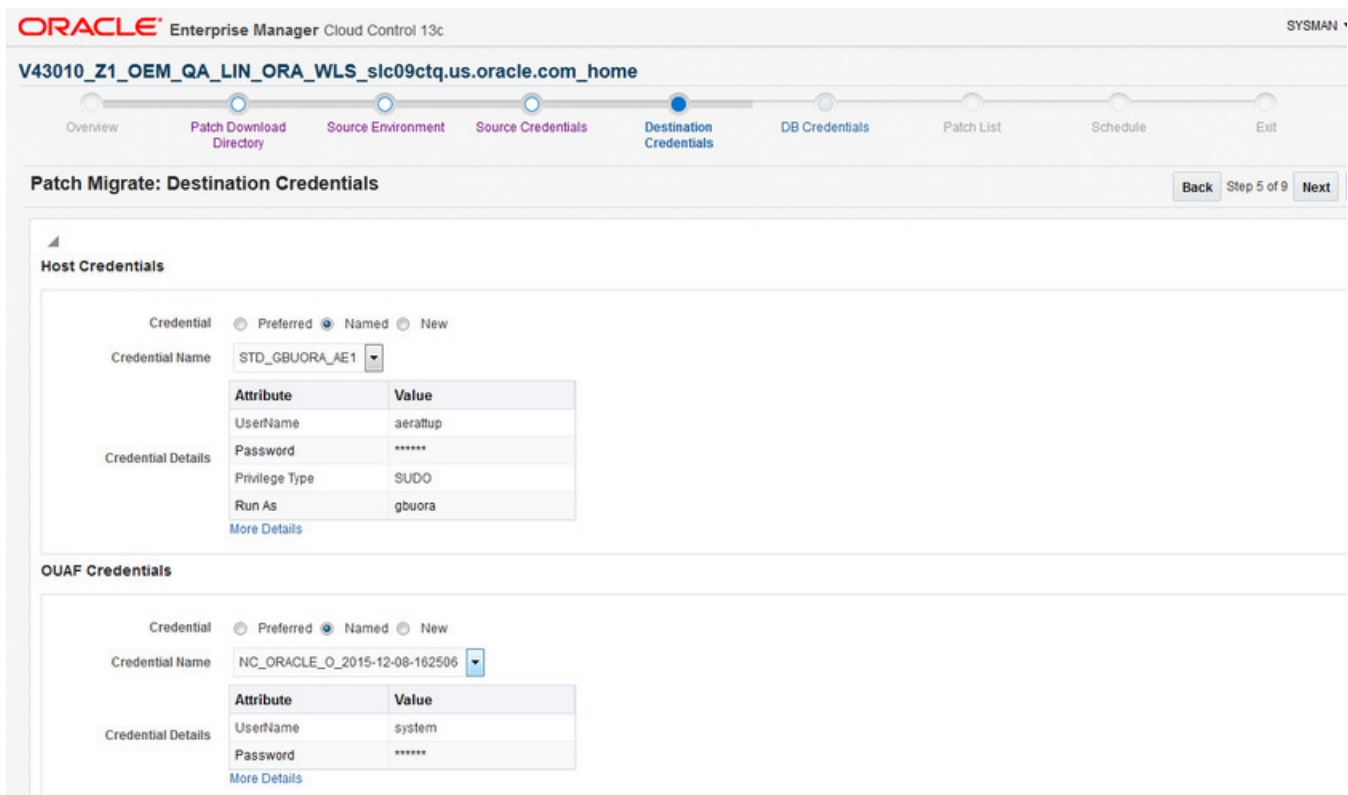 ORACLE® Enterprise Manager Cloud Control 13c
SYSMAN
V43010_Z1_OEM_QA_LIN_ORA_WLS_slc09ctq.us.oracle.com_home
Overview
Patch Download Directory
Source Environment
Source Credentials
Destination Credentials
DB Credentials
Patch List
Schedule
Exit
Patch Migrate: Destination Credentials
Back Step 5 of 9 Next
Host Credentials
Credential Preferred Named New
Credential Name STD_GBUORA_AE1
Attribute Value
UserName aerattup
Credential Details
Password ******
Privilege Type SUDO
Run As gbuora
More Details
OUAF Credentials
Credential Preferred Named New
Credential Name NC_ORACLE_O_2015-12-08-162506
Attribute Value
Credential Details
UserName system
Password ******
More Details